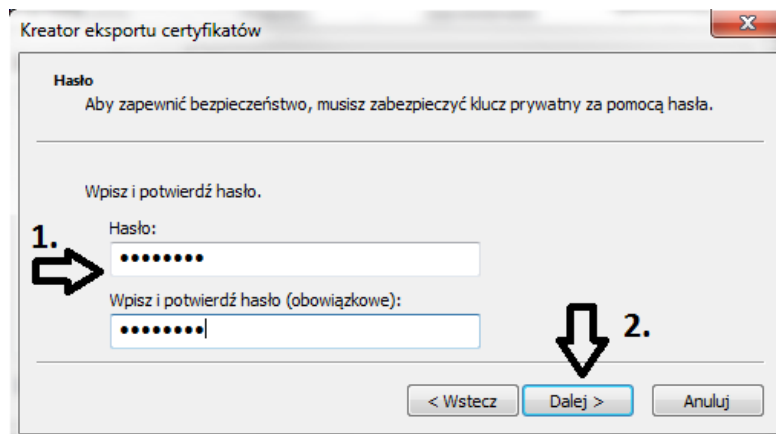 Kreator eksportu certyfikatów
Hasło
Aby zapewnić bezpieczeństwo, musisz zabezpieczyć klucz prywatny za pomocą hasła.
Wpisz i potwierdź hasło.
Hasło:
1.
••••••••
Wpisz i potwierdź hasło (obowiązkowe):
••••••••
2.
< Wstecz
Dalej >
Anuluj